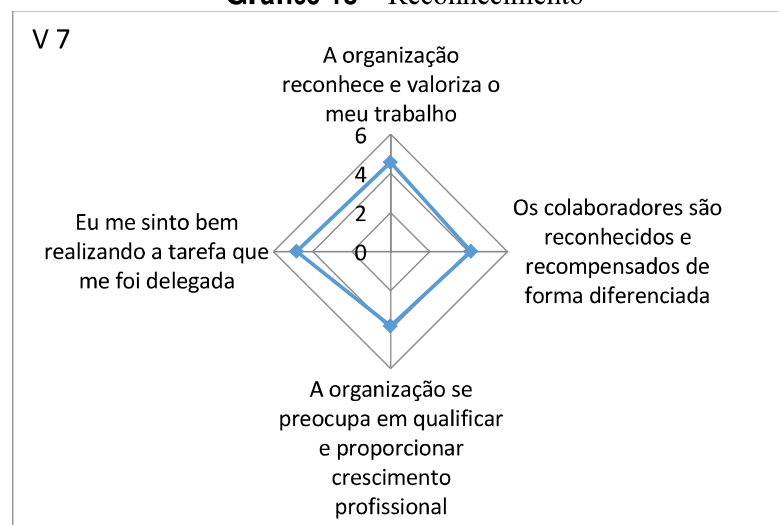 Reconhecimento
V 7
A organização
reconhece e valoriza o
meu trabalho
6
4
2
0
Os colaboradores são
reconhecidos e
recompensados de
forma diferenciada
Eu me sinto bem
realizando a tarefa que
me foi delegada
A organização se
preocupa em qualificar
e proporcionar
crescimento
profissional